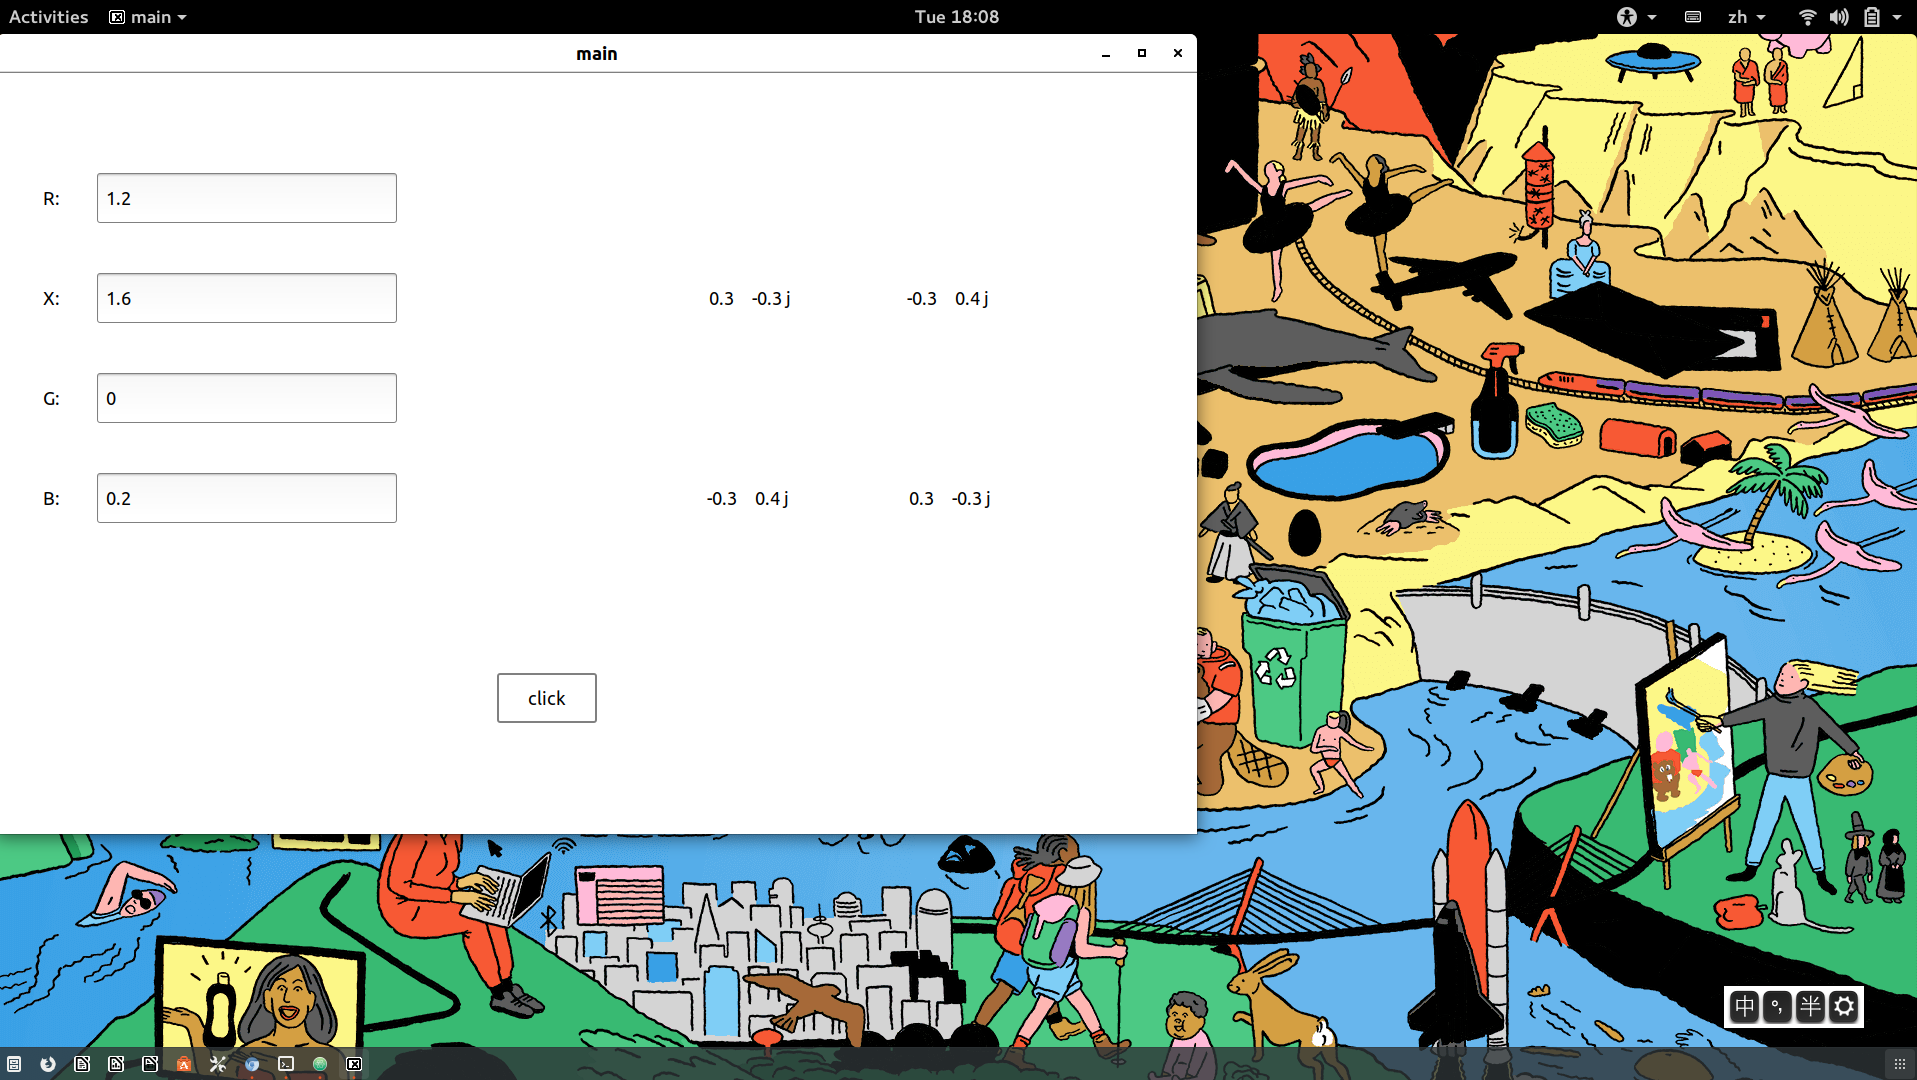 Activities main Tue 18:08 zh
main
R: 1.2
X: 1.6 0.3 -0.3 j -0.3 0.4 j
G: 0
B: 0.2 -0.3 0.4 j 0.3 -0.3 j
click
中 °, 半